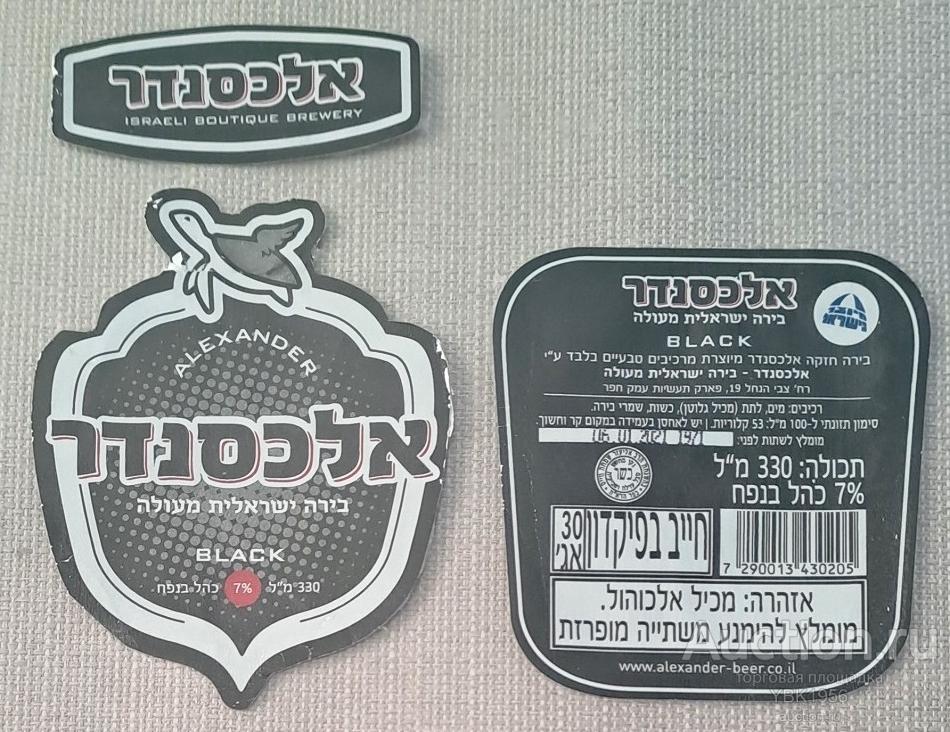 אלכסנדר
ISRAELI BOUTIQUE BREWERY
ALEXANDER
אלכסנדר
בירה ישראלית מעולה
BLACK
330 מ"ל 7% כהל בנפח
אלכסנדר
בירה ישראלית מעולה
BLACK
בירה חזקה אלכסנדר מיוצרת מרכיבים טבעיים בלבד ע"י
אלכסנדר - בירה ישראלית מעולה
רח' צבי הנחל 19, פארק תעשיות עמק חפר
רכיבים: מים, לתת (מכיל גלוטן), כשות, שמרי בירה.
סימון תזונתי ל-100 מ"ל: 53 קלוריות. | יש לאחסן בעמידה במקום קר וחשוך.
מומלץ לשתות לפני:
כשר
תכולה: 330 מ"ל
7% כהל בנפח
חייב בפיקדון 30 אג'
7 290013 430205
אזהרה: מכיל אלכוהול.
מומלץ להימנע משתייה מופרזת
www.alexander-beer.co.il
Auction.ru
торговая площадка
YBK1956